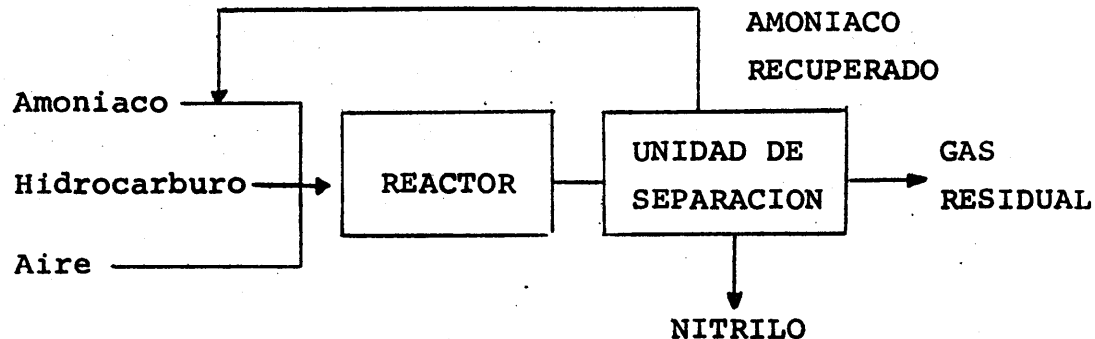 AMONIACO
RECUPERADO
Amoniaco
Hidrocarburo
Aire
REACTOR
UNIDAD DE
SEPARACION
GAS
RESIDUAL
NITRILO